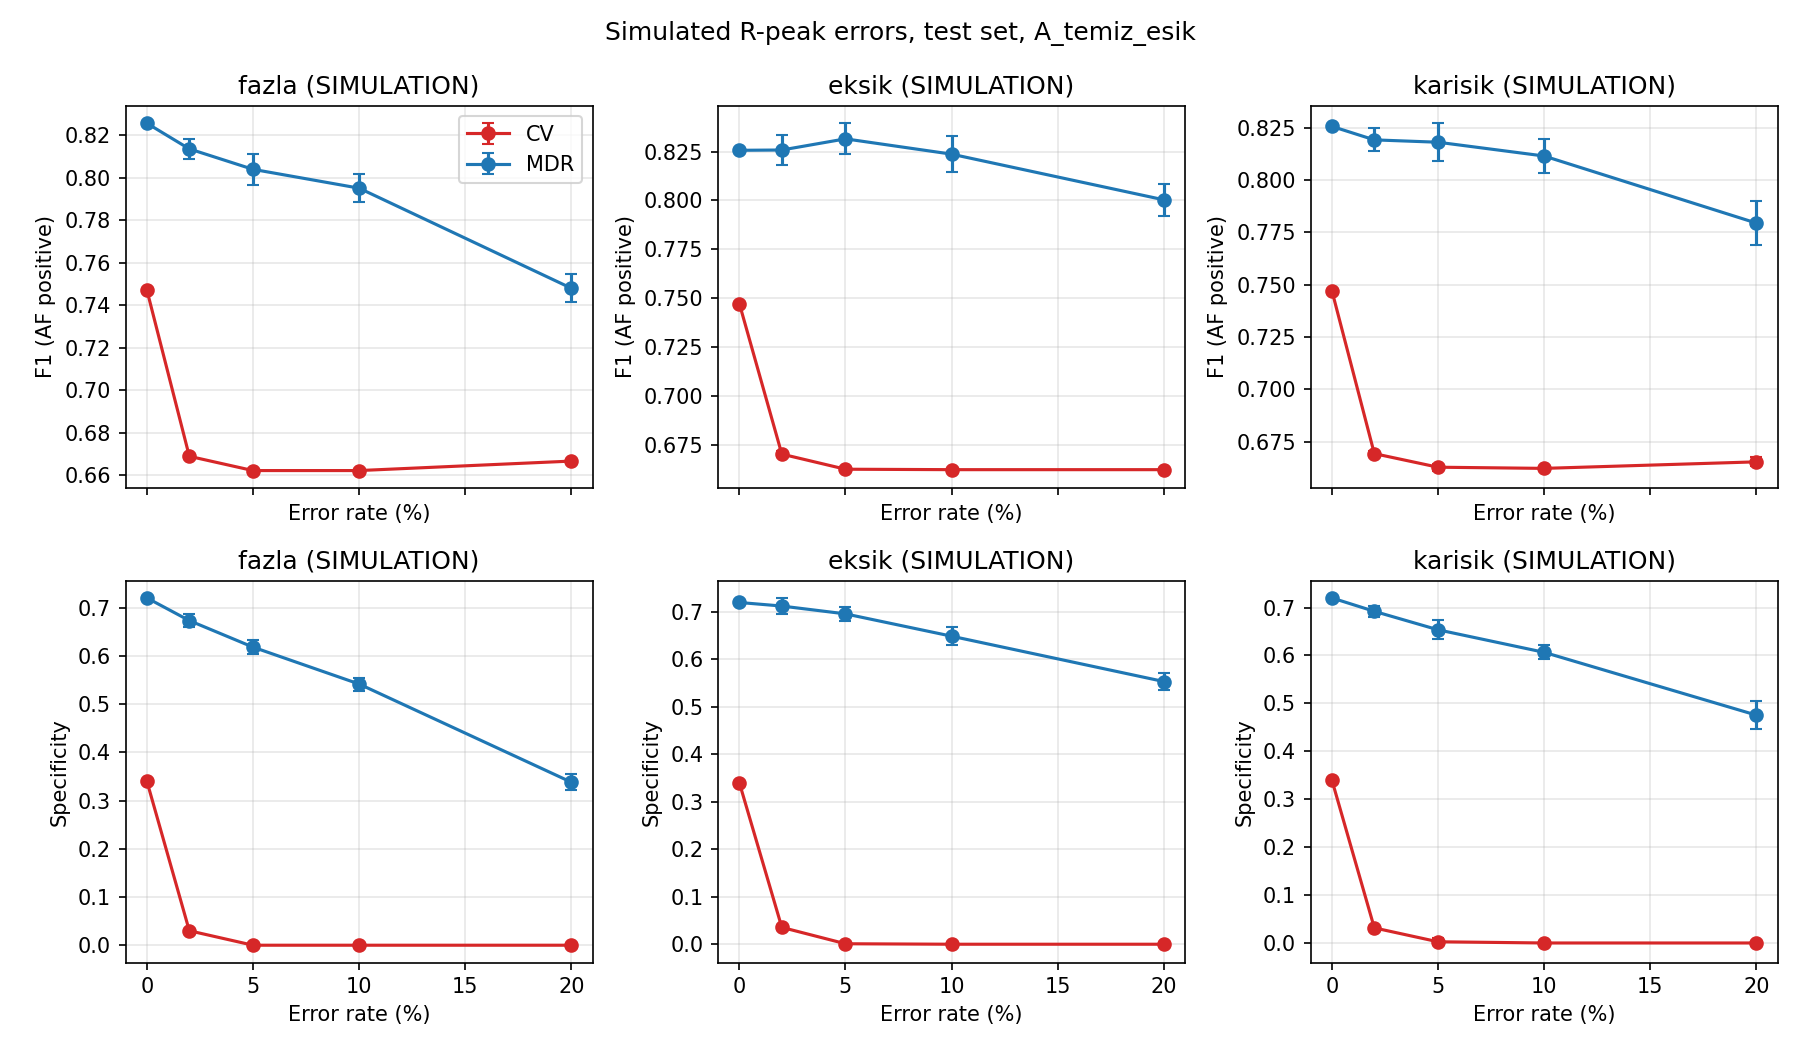 Simulated R-peak errors, test set, A_temiz_esik
fazla (SIMULATION)
eksik (SIMULATION)
karisik (SIMULATION)
F1 (AF positive)
0.82
0.80
0.78
0.76
0.74
0.72
0.70
0.68
0.66
CV
MDR
Error rate (%)
F1 (AF positive)
0.825
0.800
0.775
0.750
0.725
0.700
0.675
Error rate (%)
F1 (AF positive)
0.825
0.800
0.775
0.750
0.725
0.700
0.675
Error rate (%)
fazla (SIMULATION)
eksik (SIMULATION)
karisik (SIMULATION)
Specificity
0.7
0.6
0.5
0.4
0.3
0.2
0.1
0.0
0 5 10 15 20
Error rate (%)
Specificity
0.7
0.6
0.5
0.4
0.3
0.2
0.1
0.0
0 5 10 15 20
Error rate (%)
Specificity
0.7
0.6
0.5
0.4
0.3
0.2
0.1
0.0
0 5 10 15 20
Error rate (%)